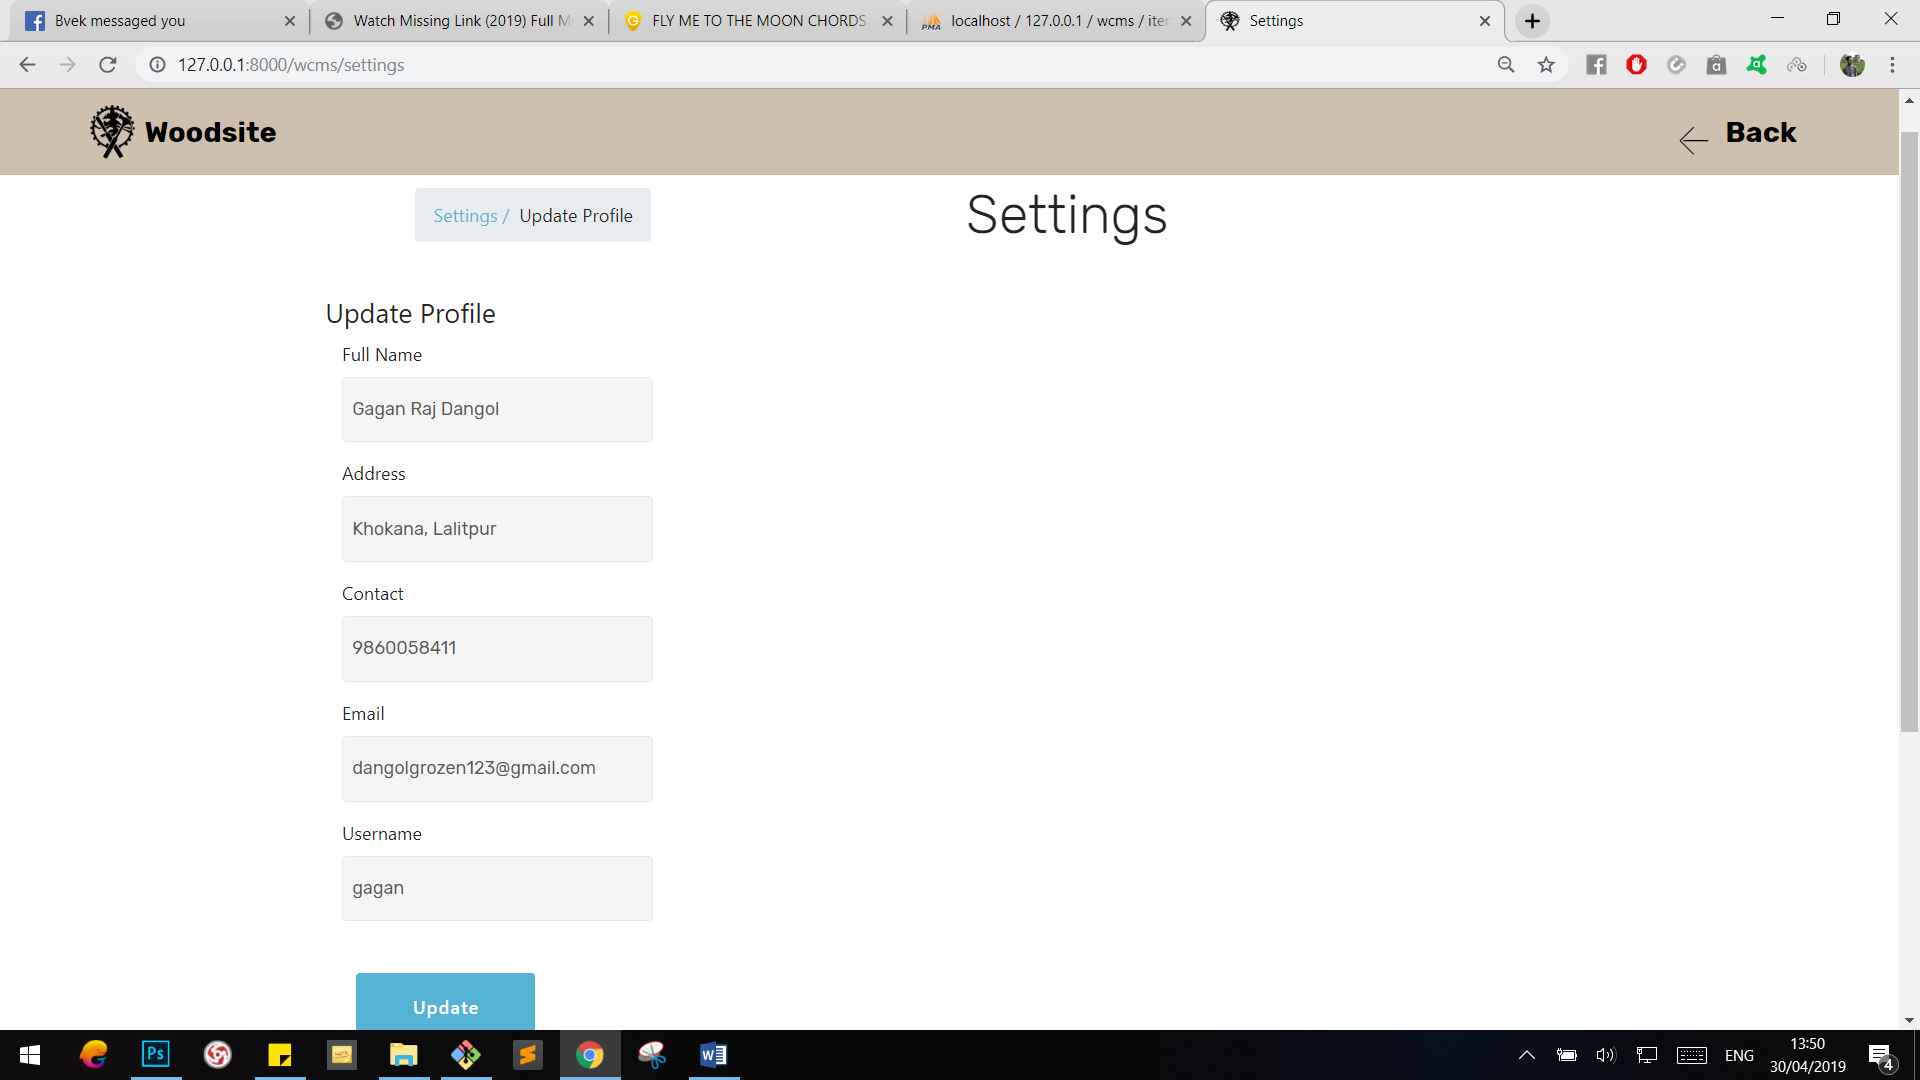 Bvek messaged you
Watch Missing Link (2019) Full M
FLY ME TO THE MOON CHORDS
PMA
localhost / 127.0.0.1 / wcms / iter
Settings
127.0.0.1:8000/wcms/settings
Woodsite
Back
Settings / Update Profile
Settings
Update Profile
Full Name
Gagan Raj Dangol
Address
Khokana, Lalitpur
Contact
9860058411
Email
dangolgrozen123@gmail.com
Username
gagan
Update
Ps
W
ENG
13:50
30/04/2019
4